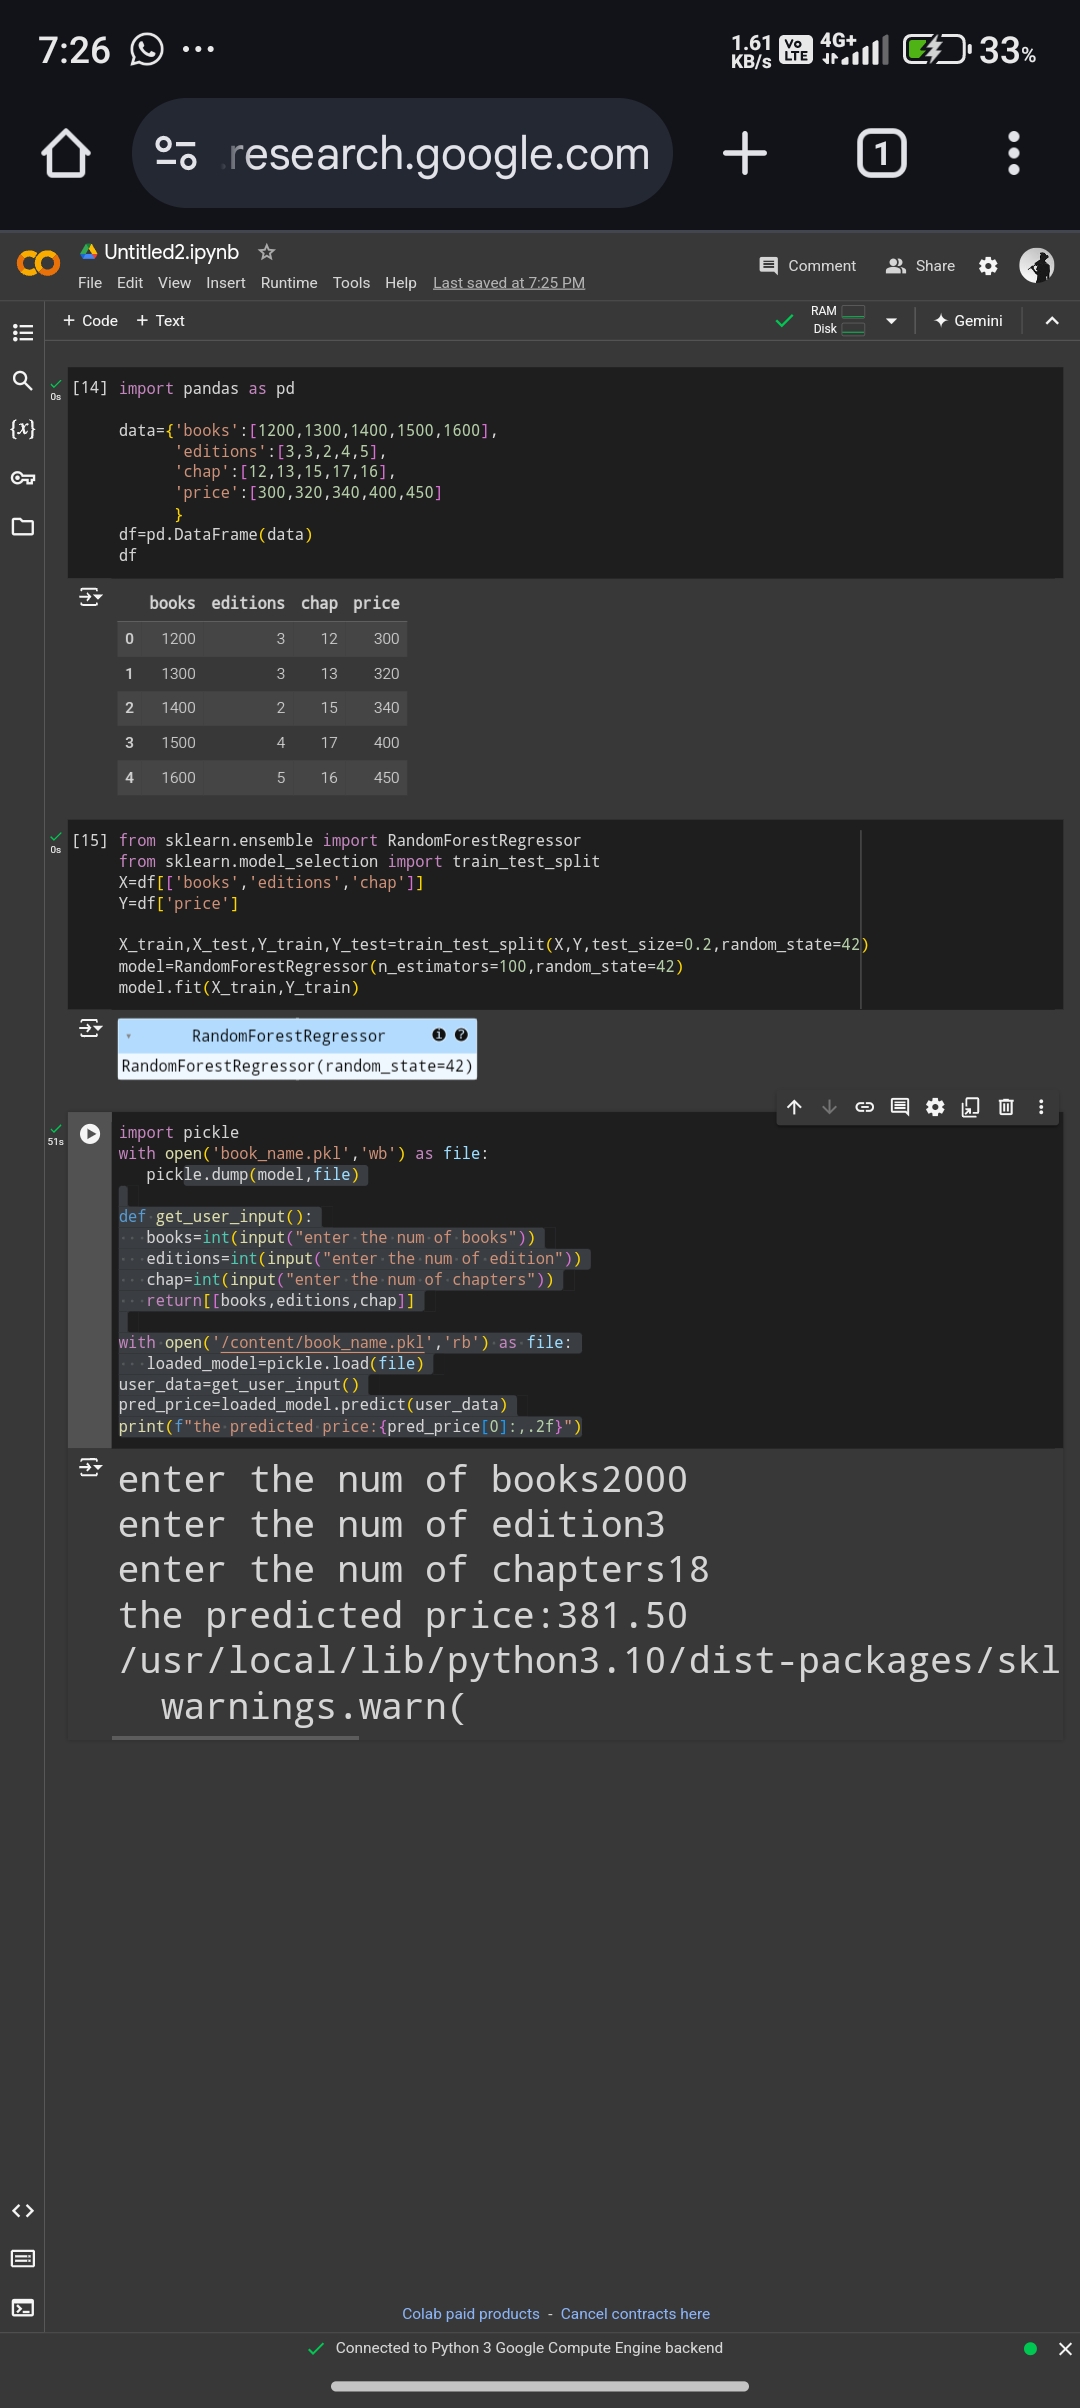 7:26 ... 1.61 KB/s Vo LTE 4G+ 33%
.research.google.com 1
Untitled2.ipynb
Comment Share
File Edit View Insert Runtime Tools Help Last saved at 7:25 PM
+ Code + Text RAM Disk Gemini
{x}
0s [14] import pandas as pd
data={'books':[1200,1300,1400,1500,1600],
'editions':[3,3,2,4,5],
'chap':[12,13,15,17,16],
'price':[300,320,340,400,450]
}
df=pd.DataFrame(data)
df
books editions chap price
0 1200 3 12 300
1 1300 3 13 320
2 1400 2 15 340
3 1500 4 17 400
4 1600 5 16 450
0s [15] from sklearn.ensemble import RandomForestRegressor
from sklearn.model_selection import train_test_split
X=df[['books','editions','chap']]
Y=df['price']
X_train,X_test,Y_train,Y_test=train_test_split(X,Y,test_size=0.2,random_state=42)
model=RandomForestRegressor(n_estimators=100,random_state=42)
model.fit(X_train,Y_train)
RandomForestRegressor i ?
RandomForestRegressor(random_state=42)
51s import pickle
with open('book_name.pkl','wb') as file:
pickle.dump(model,file)
def get_user_input():
books=int(input("enter the num of books"))
editions=int(input("enter the num of edition"))
chap=int(input("enter the num of chapters"))
return[[books,editions,chap]]
with open('/content/book_name.pkl','rb') as file:
loaded_model=pickle.load(file)
user_data=get_user_input()
pred_price=loaded_model.predict(user_data)
print(f"the predicted price:{pred_price[0]:,.2f}")
enter the num of books2000
enter the num of edition3
enter the num of chapters18
the predicted price:381.50
/usr/local/lib/python3.10/dist-packages/skl
warnings.warn(
Colab paid products - Cancel contracts here
Connected to Python 3 Google Compute Engine backend